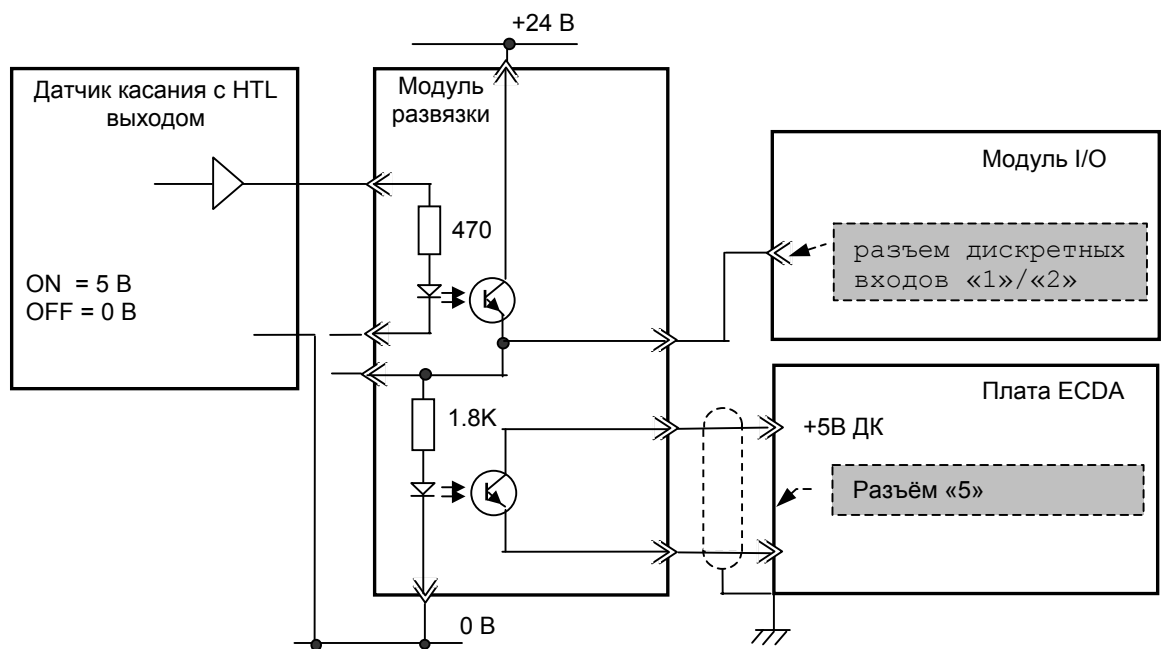 +24 В
Датчик касания с HTL
выходом
Модуль
развязки
Модуль I/O
470
разъем дискретных
входов «1»/«2»
ON = 5 В
OFF = 0 В
Плата ECDA
1.8K
+5В ДК
Разъём «5»
0 В